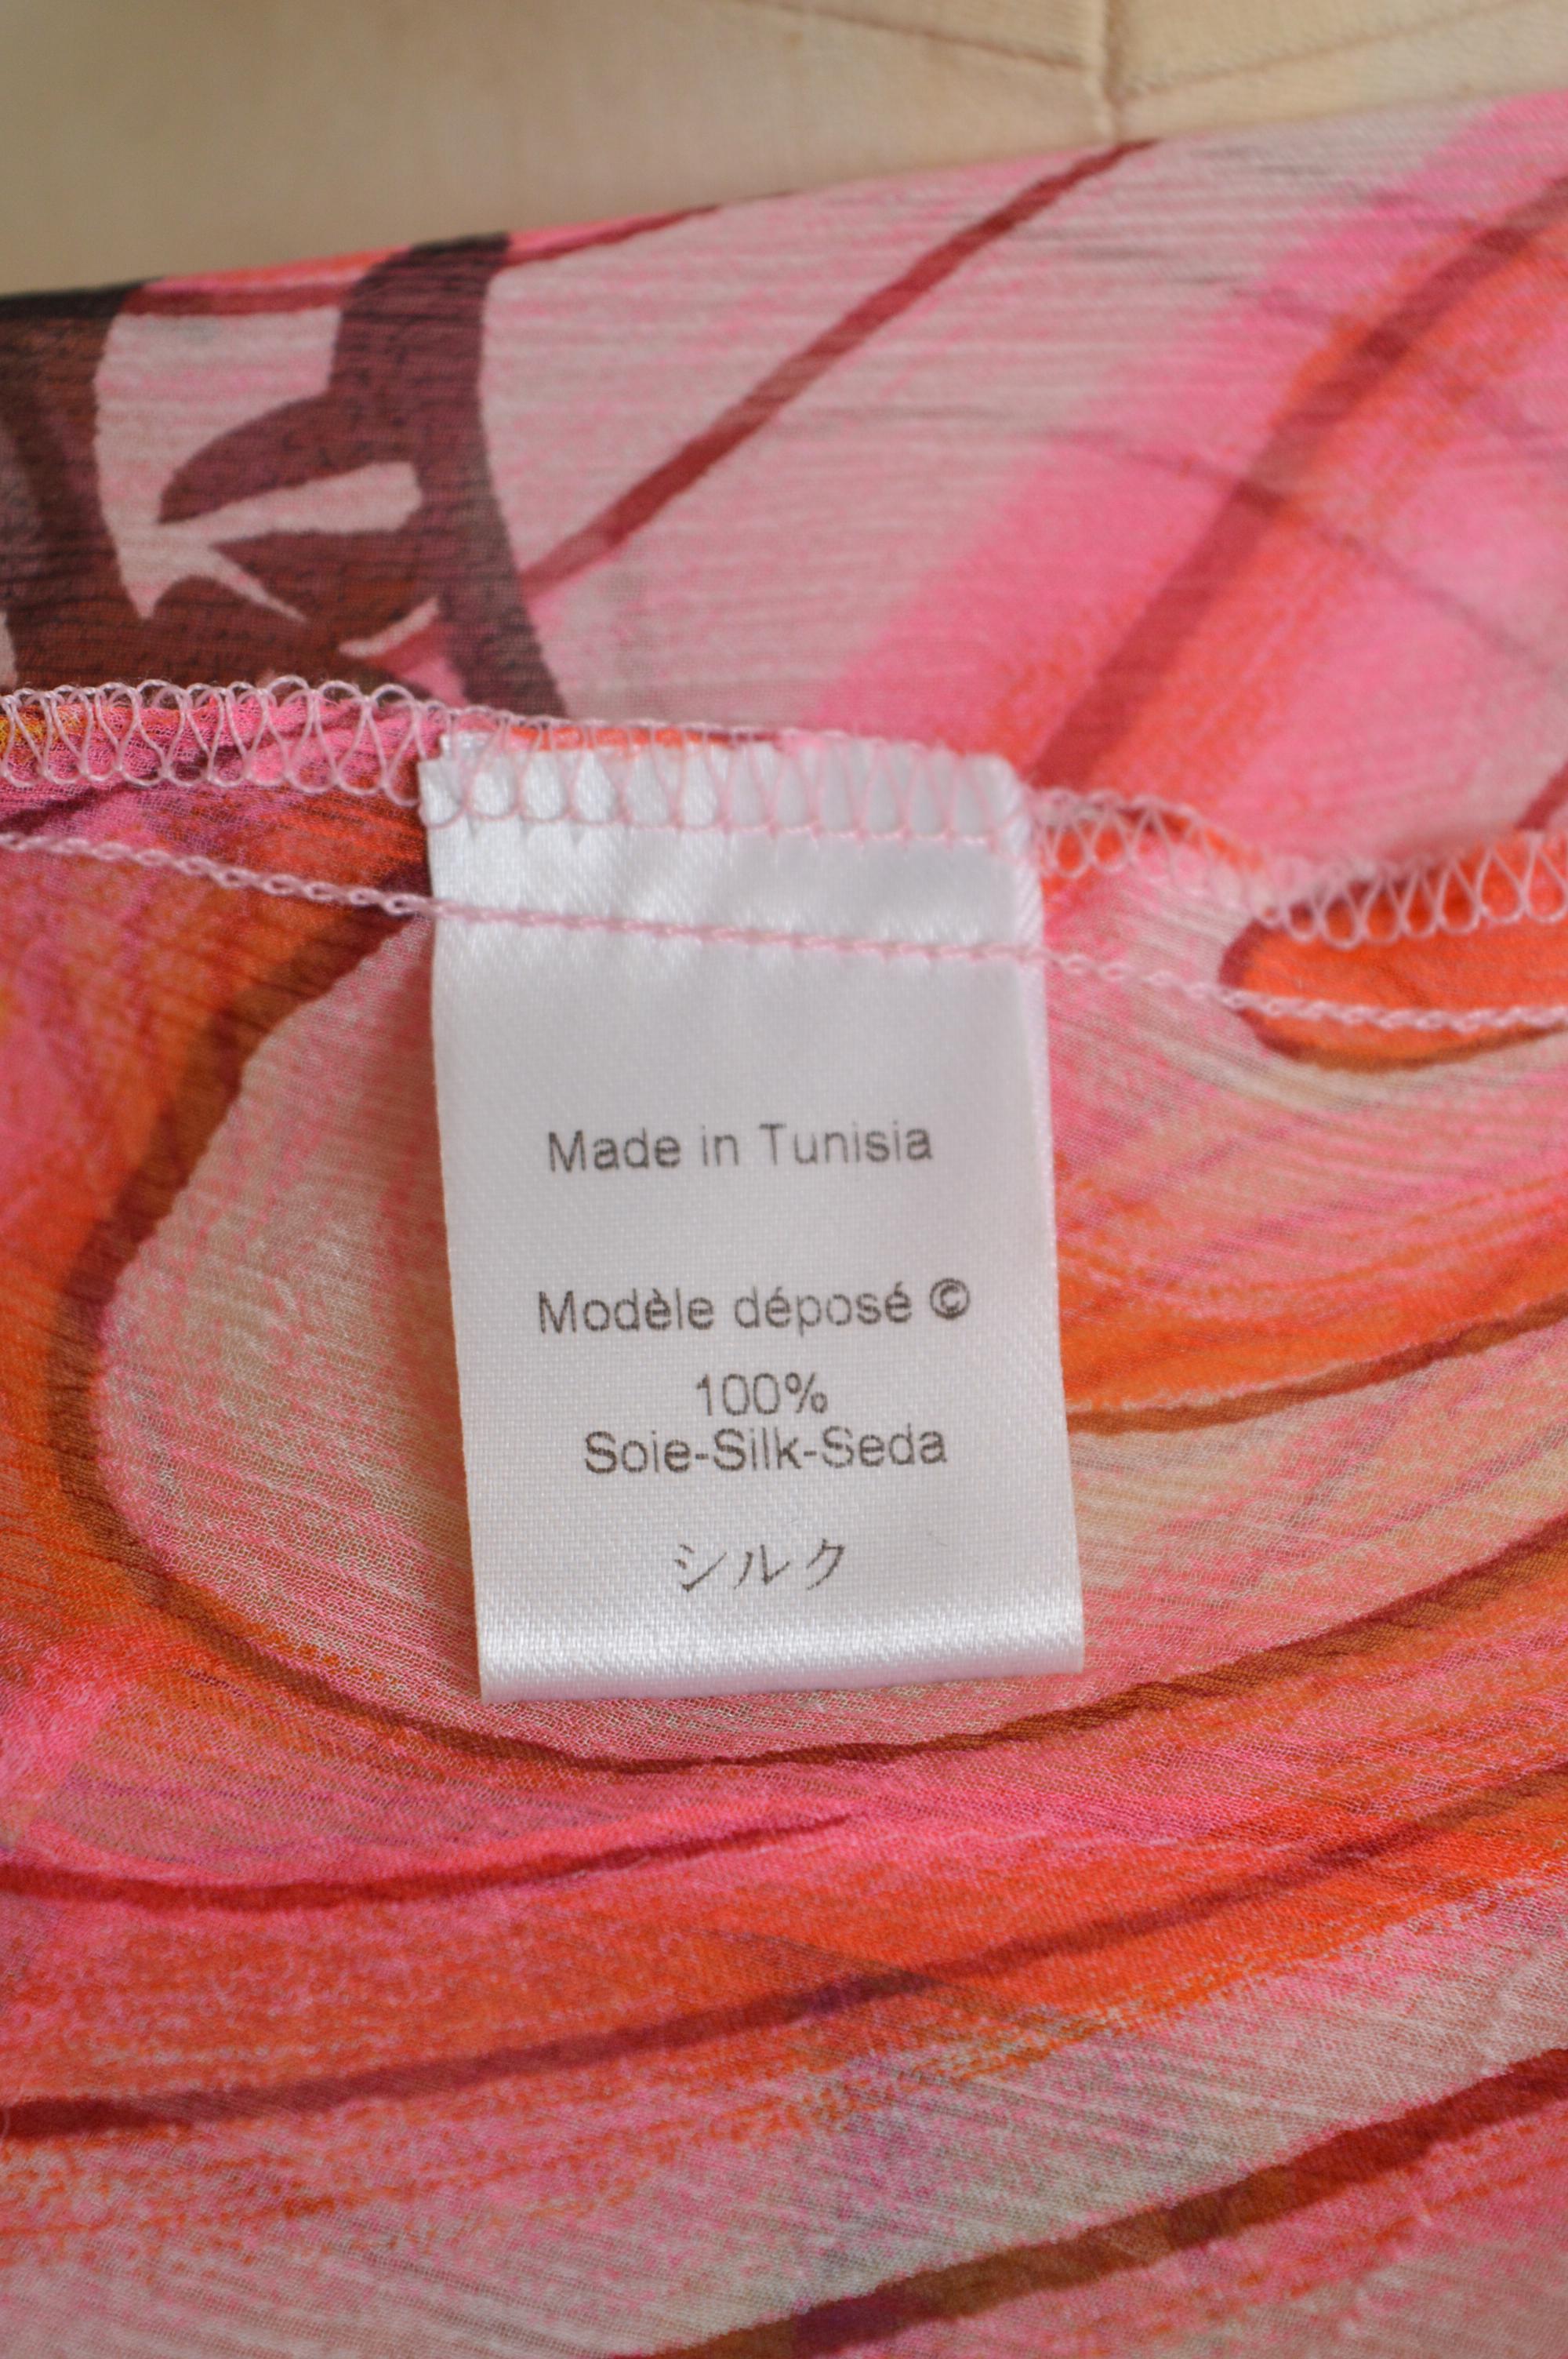 Made in Tunisia
Modèle déposé ©
100%
Soie-Silk-Seda
シルク